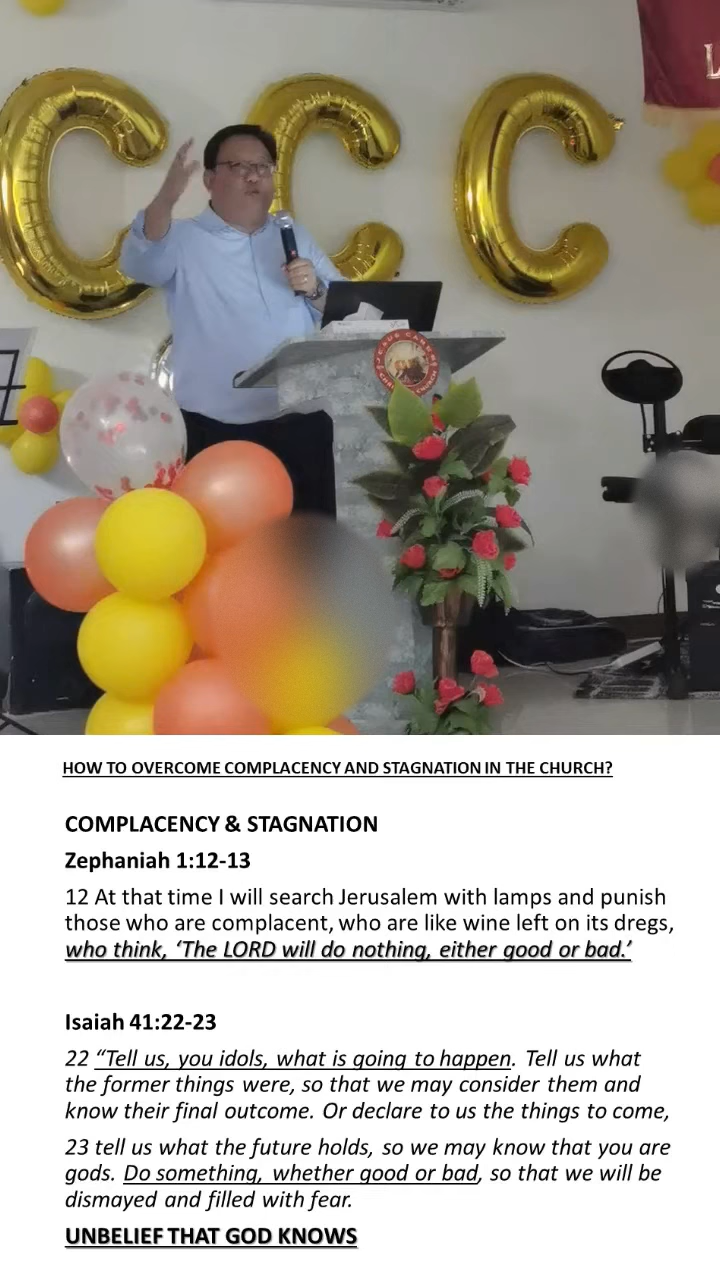 C C C
L
JESUS CARES
CHURCH
HOW TO OVERCOME COMPLACENCY AND STAGNATION IN THE CHURCH?
COMPLACENCY & STAGNATION
Zephaniah 1:12-13
12 At that time I will search Jerusalem with lamps and punish
those who are complacent, who are like wine left on its dregs,
who think, ‘The LORD will do nothing, either good or bad.’
Isaiah 41:22-23
22 “Tell us, you idols, what is going to happen. Tell us what
the former things were, so that we may consider them and
know their final outcome. Or declare to us the things to come,
23 tell us what the future holds, so we may know that you are
gods. Do something, whether good or bad, so that we will be
dismayed and filled with fear.
UNBELIEF THAT GOD KNOWS